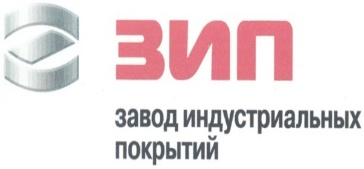 ЗИП
завод индустриальных
покрытий